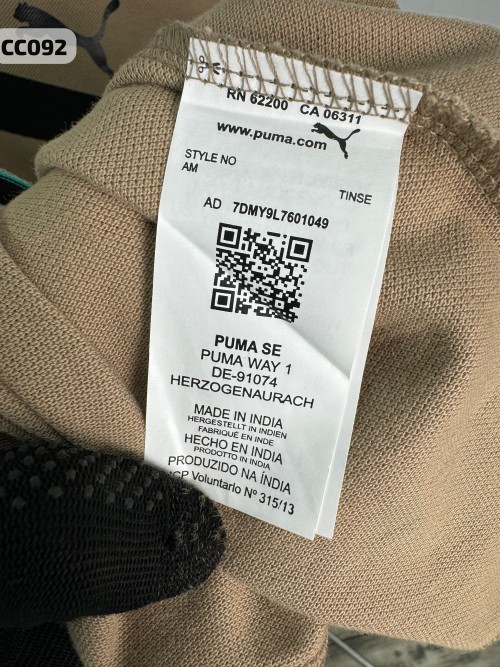 CC092
RN 62200 CA 06311
www.puma.com
STYLE NO
AM
TINSE
AD 7DMY9L7601049
PUMA SE
PUMA WAY 1
DE-91074
HERZOGENAURACH
MADE IN INDIA
HERGESTELLT IN INDIEN
FABRIQUÉ EN INDE
HECHO EN INDIA
PRODOTTO IN INDIA
PRODUZIDO NA ÍNDIA
Voluntario Nº 315/13